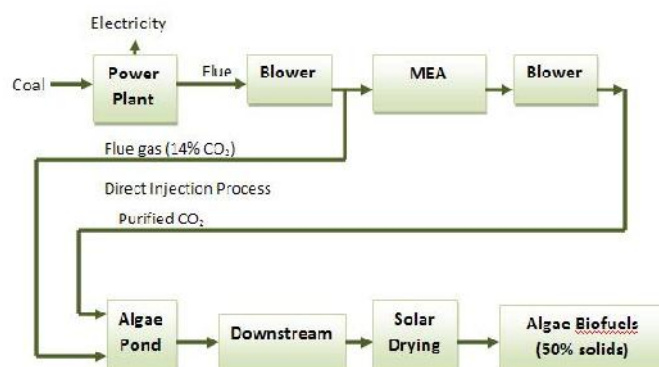 Electricity
Coal
Power
Plant
Flue
Blower
MEA
Blower
Flue gas (14% CO₂)
Direct Injection Process
Purified CO₂
Algae
Pond
Downstream
Solar
Drying
Algae Biofuels
(50% solids)